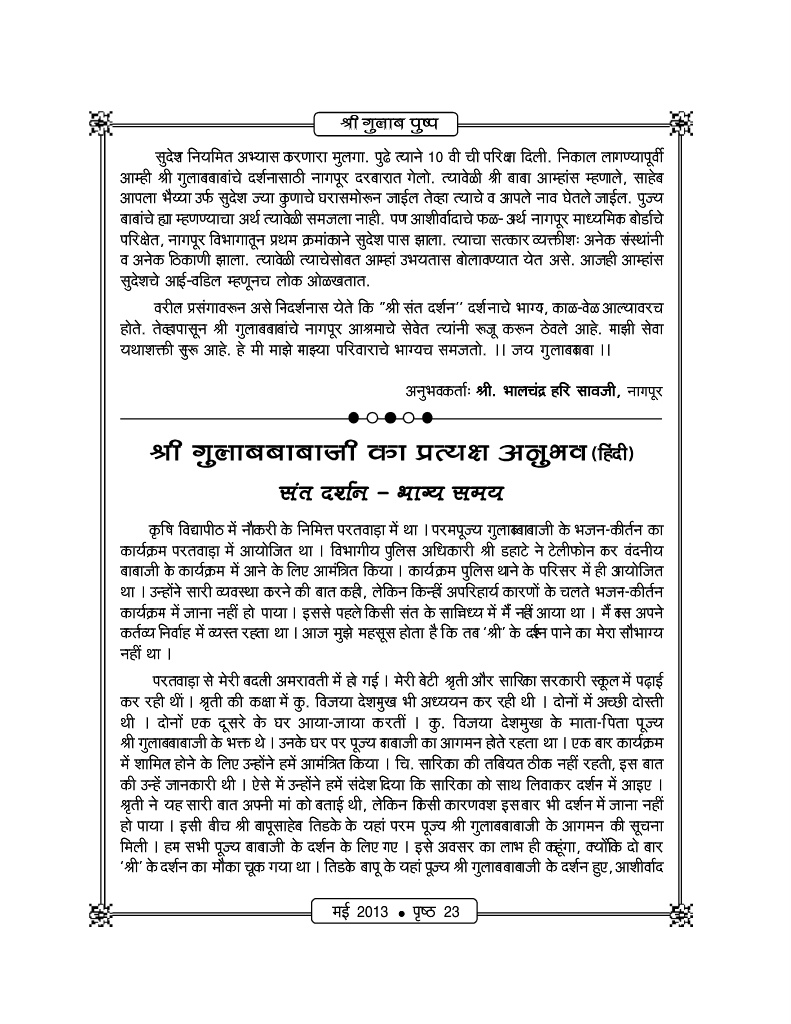 श्री गुलाब पुष्प
सुदेश नियमित अभ्यास करणारा मुलगा. पुढे त्याने 10 वी ची परिक्षा दिली. निकाल लागण्यापूर्वी
आम्ही श्री गुलाबबाबांचे दर्शनासाठी नागपूर दरबारात गेलो. त्यावेळी श्री बाबा आम्हांस म्हणाले, साहेब
आपला भैय्या उर्फ सुदेश ज्या कुणाचे घरासमोरून जाईल तेव्हा त्याचे व आपले नाव घेतले जाईल. पुज्य
बाबांचे ह्या म्हणण्याचा अर्थ त्यावेळी समजला नाही. पण आशीर्वादाचे फळ-अर्थ नागपूर माध्यमिक बोर्डाचे
परिक्षेत, नागपूर विभागातून प्रथम क्रमांकाने सुदेश पास झाला. त्याचा सत्कार व्यक्तीशः अनेक संस्थांनी
व अनेक ठिकाणी झाला. त्यावेळी त्याचेसोबत आम्हां उभयतास बोलावण्यात येत असे. आजही आम्हांस
सुदेशचे आई-वडिल म्हणूनच लोक ओळखतात.
वरील प्रसंगावरून असे निदर्शनास येते कि "श्री संत दर्शन'' दर्शनाचे भाग्य, काळ-वेळ आल्यावरच
होते. तेव्हापासून श्री गुलाबबाबांचे नागपूर आश्रमाचे सेवेत त्यांनी रूजू करून ठेवले आहे. माझी सेवा
यथाशक्ती सुरू आहे. हे मी माझे माझ्या परिवाराचे भाग्यच समजतो. ।। जय गुलाबबाबा ।।
अनुभवकर्ताः श्री. भालचंद्र हरि सावजी, नागपूर
श्री गुलाबबाबाजी का प्रत्यक्ष अनुभव (हिंदी)
संत दर्शन – भाग्य समय
कृषि विद्यापीठ में नौकरी के निमित्त परतवाड़ा में था । परमपूज्य गुलाबबाबाजी के भजन-कीर्तन का
कार्यक्रम परतवाड़ा में आयोजित था । विभागीय पुलिस अधिकारी श्री डहाटे ने टेलीफोन कर वंदनीय
बाबाजी के कार्यक्रम में आने के लिए आमंत्रित किया । कार्यक्रम पुलिस थाने के परिसर में ही आयोजित
था । उन्होंने सारी व्यवस्था करने की बात कही, लेकिन किन्हीं अपरिहार्य कारणों के चलते भजन-कीर्तन
कार्यक्रम में जाना नहीं हो पाया । इससे पहले किसी संत के सान्निध्य में मैं नहीं आया था । मैं बस अपने
कर्तव्य निर्वाह में व्यस्त रहता था । आज मुझे महसूस होता है कि तब 'श्री' के दर्शन पाने का मेरा सौभाग्य
नहीं था ।
परतवाड़ा से मेरी बदली अमरावती में हो गई । मेरी बेटी श्रृती और सारिका सरकारी स्कूल में पढ़ाई
कर रही थीं । श्रृती की कक्षा में कु. विजया देशमुख भी अध्ययन कर रही थी । दोनों में अच्छी दोस्ती
थी । दोनों एक दूसरे के घर आया-जाया करतीं । कु. विजया देशमुखा के माता-पिता पूज्य
श्री गुलाबबाबाजी के भक्त थे । उनके घर पर पूज्य बाबाजी का आगमन होते रहता था । एक बार कार्यक्रम
में शामिल होने के लिए उन्होंने हमें आमंत्रित किया । चि. सारिका की तबियत ठीक नहीं रहती, इस बात
की उन्हें जानकारी थी । ऐसे में उन्होंने हमें संदेश दिया कि सारिका को साथ लिवाकर दर्शन में आइए ।
श्रृती ने यह सारी बात अपनी मां को बताई थी, लेकिन किसी कारणवश इस बार भी दर्शन में जाना नहीं
हो पाया । इसी बीच श्री बापूसाहेब तिडके के यहां परम पूज्य श्री गुलाबबाबाजी के आगमन की सूचना
मिली । हम सभी पूज्य बाबाजी के दर्शन के लिए गए । इसे अवसर का लाभ ही कहूंगा, क्योंकि दो बार
'श्री' के दर्शन का मौका चूक गया था । तिडके बापू के यहां पूज्य श्री गुलाबबाबाजी के दर्शन हुए, आशीर्वाद
मई 2013 ● पृष्ठ 23